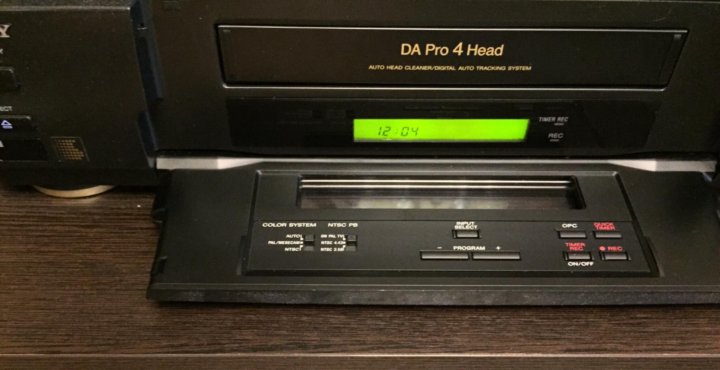 DA Pro 4 Head
AUTO HEAD CLEANER/DIGITAL AUTO TRACKING SYSTEM
TIMER REC
REC
12:04
COLOR SYSTEM
AUTO
PAL/MESECAM
NTSC
NTSC PB
ON PAL TV
NTSC 4.43
NTSC 3.58
INPUT
SELECT
- PROGRAM +
OPC
QUICK
TIMER
TIMER
REC
ON/OFF
● REC